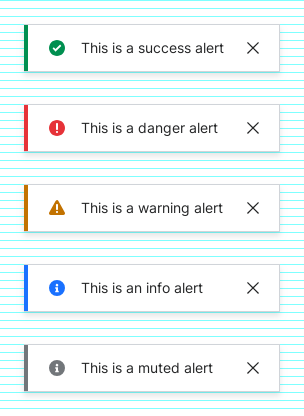 This is a success alert
This is a danger alert
This is a warning alert
This is an info alert
This is a muted alert